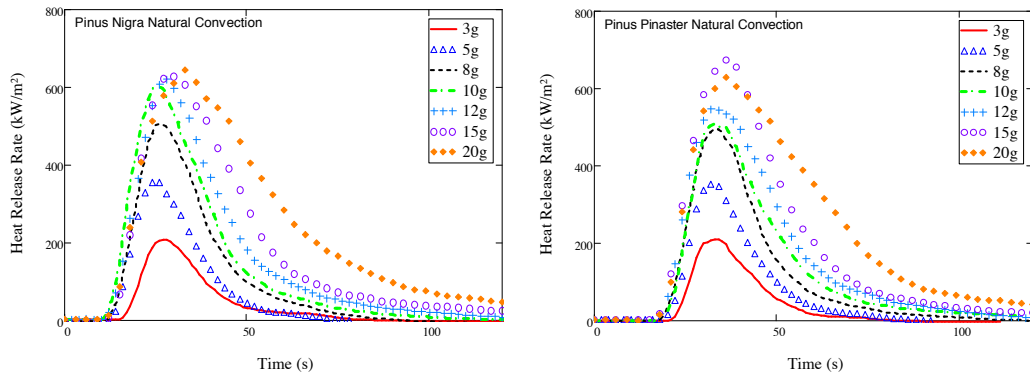 Pinus Nigra Natural Convection
800
600
400
200
0
0
50
100
Heat Release Rate (kW/m²)
Time (s)
3g
5g
8g
10g
12g
15g
20g
Pinus Pinaster Natural Convection
800
600
400
200
0
0
50
100
Heat Release Rate (kW/m²)
Time (s)
3g
5g
8g
10g
12g
15g
20g